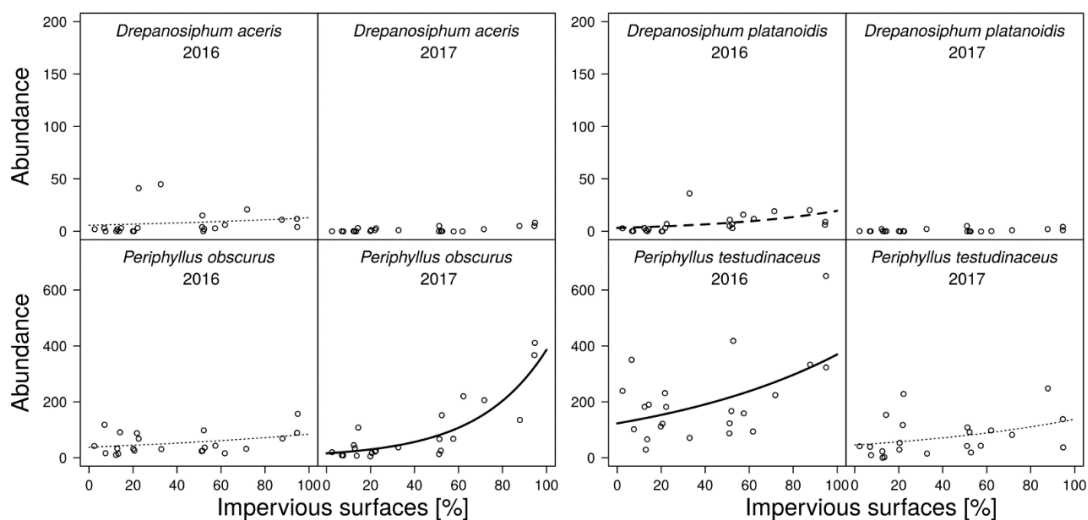 Drepanosiphum aceris
2016
Drepanosiphum aceris
2017
Drepanosiphum platanoidis
2016
Drepanosiphum platanoidis
2017
Abundance
200
150
100
50
0
Abundance
200
150
100
50
0
Periphyllus obscurus
2016
Periphyllus obscurus
2017
Periphyllus testudinaceus
2016
Periphyllus testudinaceus
2017
Abundance
600
400
200
0
Abundance
600
400
200
0
0 20 40 60 80 100 0 20 40 60 80 100
0 20 40 60 80 100 0 20 40 60 80 100
Impervious surfaces [%]
Impervious surfaces [%]